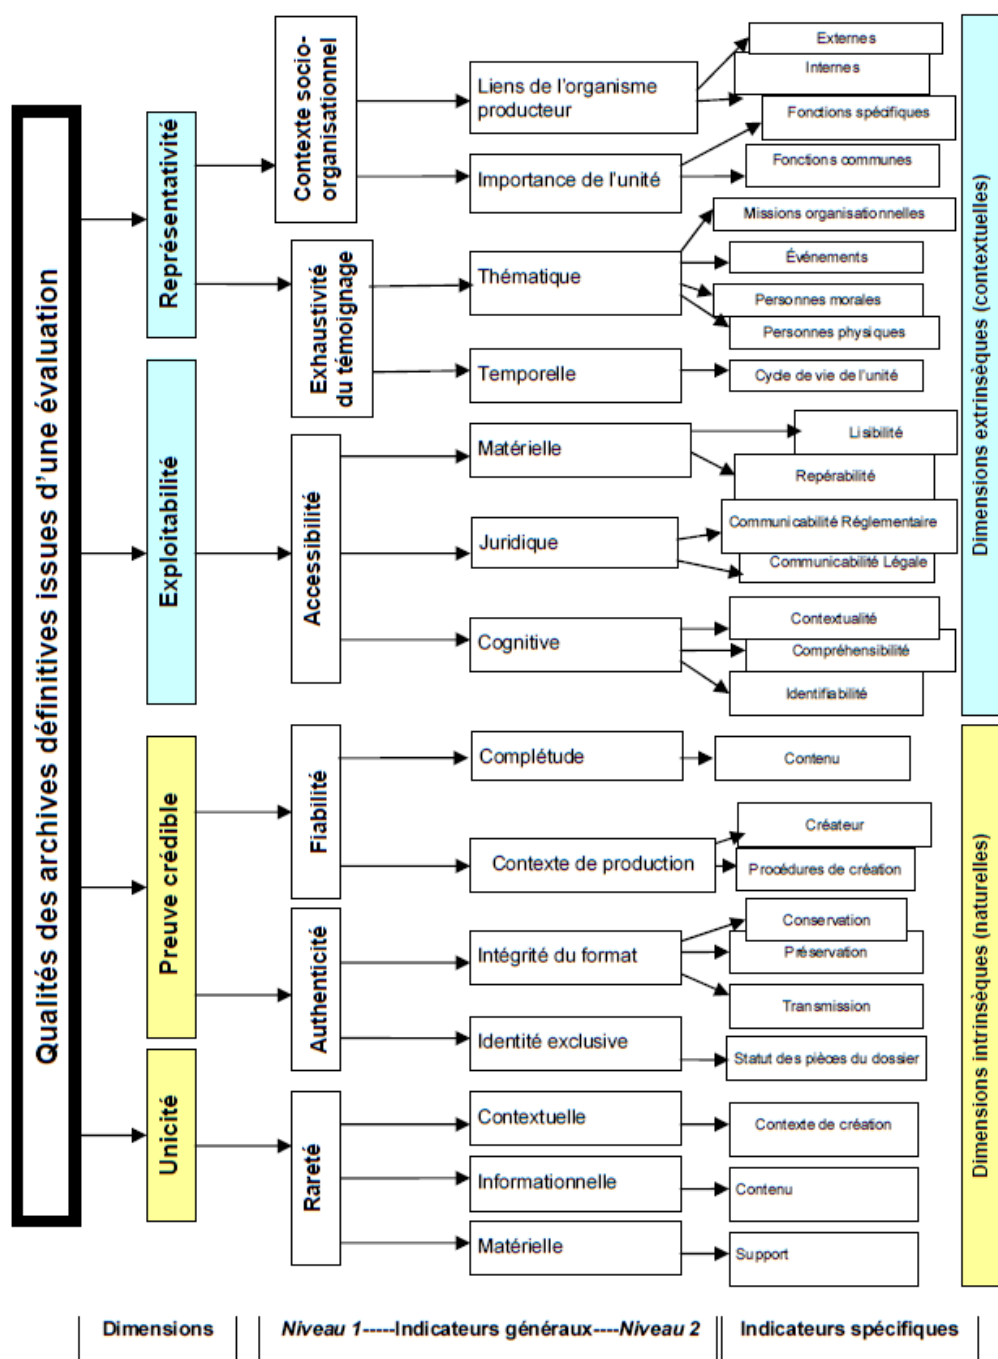 Qualités des archives définitives issues d'une évaluation
Représentativité
Contexte socio-
organisationnel
Liens de l'organisme
producteur
Externes
Internes
Importance de l'unité
Fonctions spécifiques
Fonctions communes
Exhaustivité
du témoignage
Thématique
Missions organisationnelles
Événements
Personnes morales
Personnes physiques
Temporelle
Cycle de vie de l'unité
Exploitabilité
Accessibilité
Matérielle
Lisibilité
Repérabilité
Juridique
Communicabilité Réglementaire
Communicabilité Légale
Cognitive
Contextualité
Compréhensibilité
Identifiabilité
Dimensions extrinsèques (contextuelles)
Preuve crédible
Fiabilité
Complétude
Contenu
Contexte de production
Créateur
Procédures de création
Authenticité
Intégrité du format
Conservation
Préservation
Transmission
Identité exclusive
Statut des pièces du dossier
Unicité
Rareté
Contextuelle
Contexte de création
Informationnelle
Contenu
Matérielle
Support
Dimensions intrinsèques (naturelles)
Dimensions
Niveau 1-----Indicateurs généraux----Niveau 2
Indicateurs spécifiques